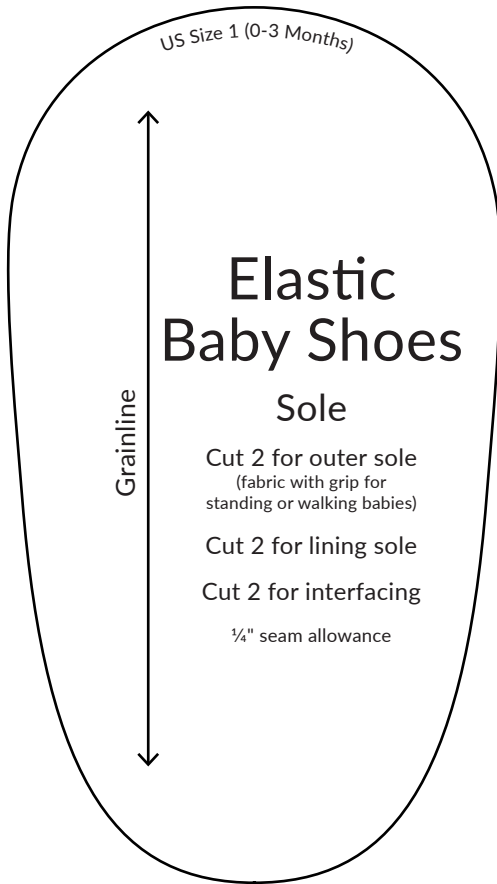 US Size 1 (0-3 Months)
Elastic
Baby Shoes
Sole
Cut 2 for outer sole
(fabric with grip for
standing or walking babies)
Cut 2 for lining sole
Cut 2 for interfacing
¼" seam allowance
Grainline